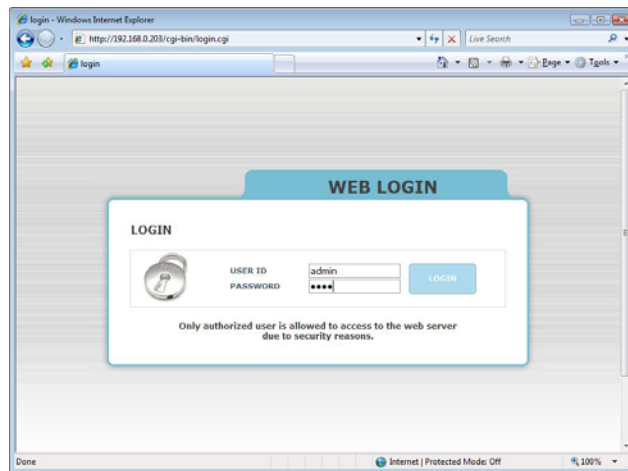 login - Windows Internet Explorer
http://192.168.0.203/cgi-bin/login.cgi
Live Search
login
Page
Tools
WEB LOGIN
LOGIN
USER ID admin
PASSWORD ••••
LOGIN
Only authorized user is allowed to access to the web server
due to security reasons.
Done
Internet | Protected Mode: Off
100%